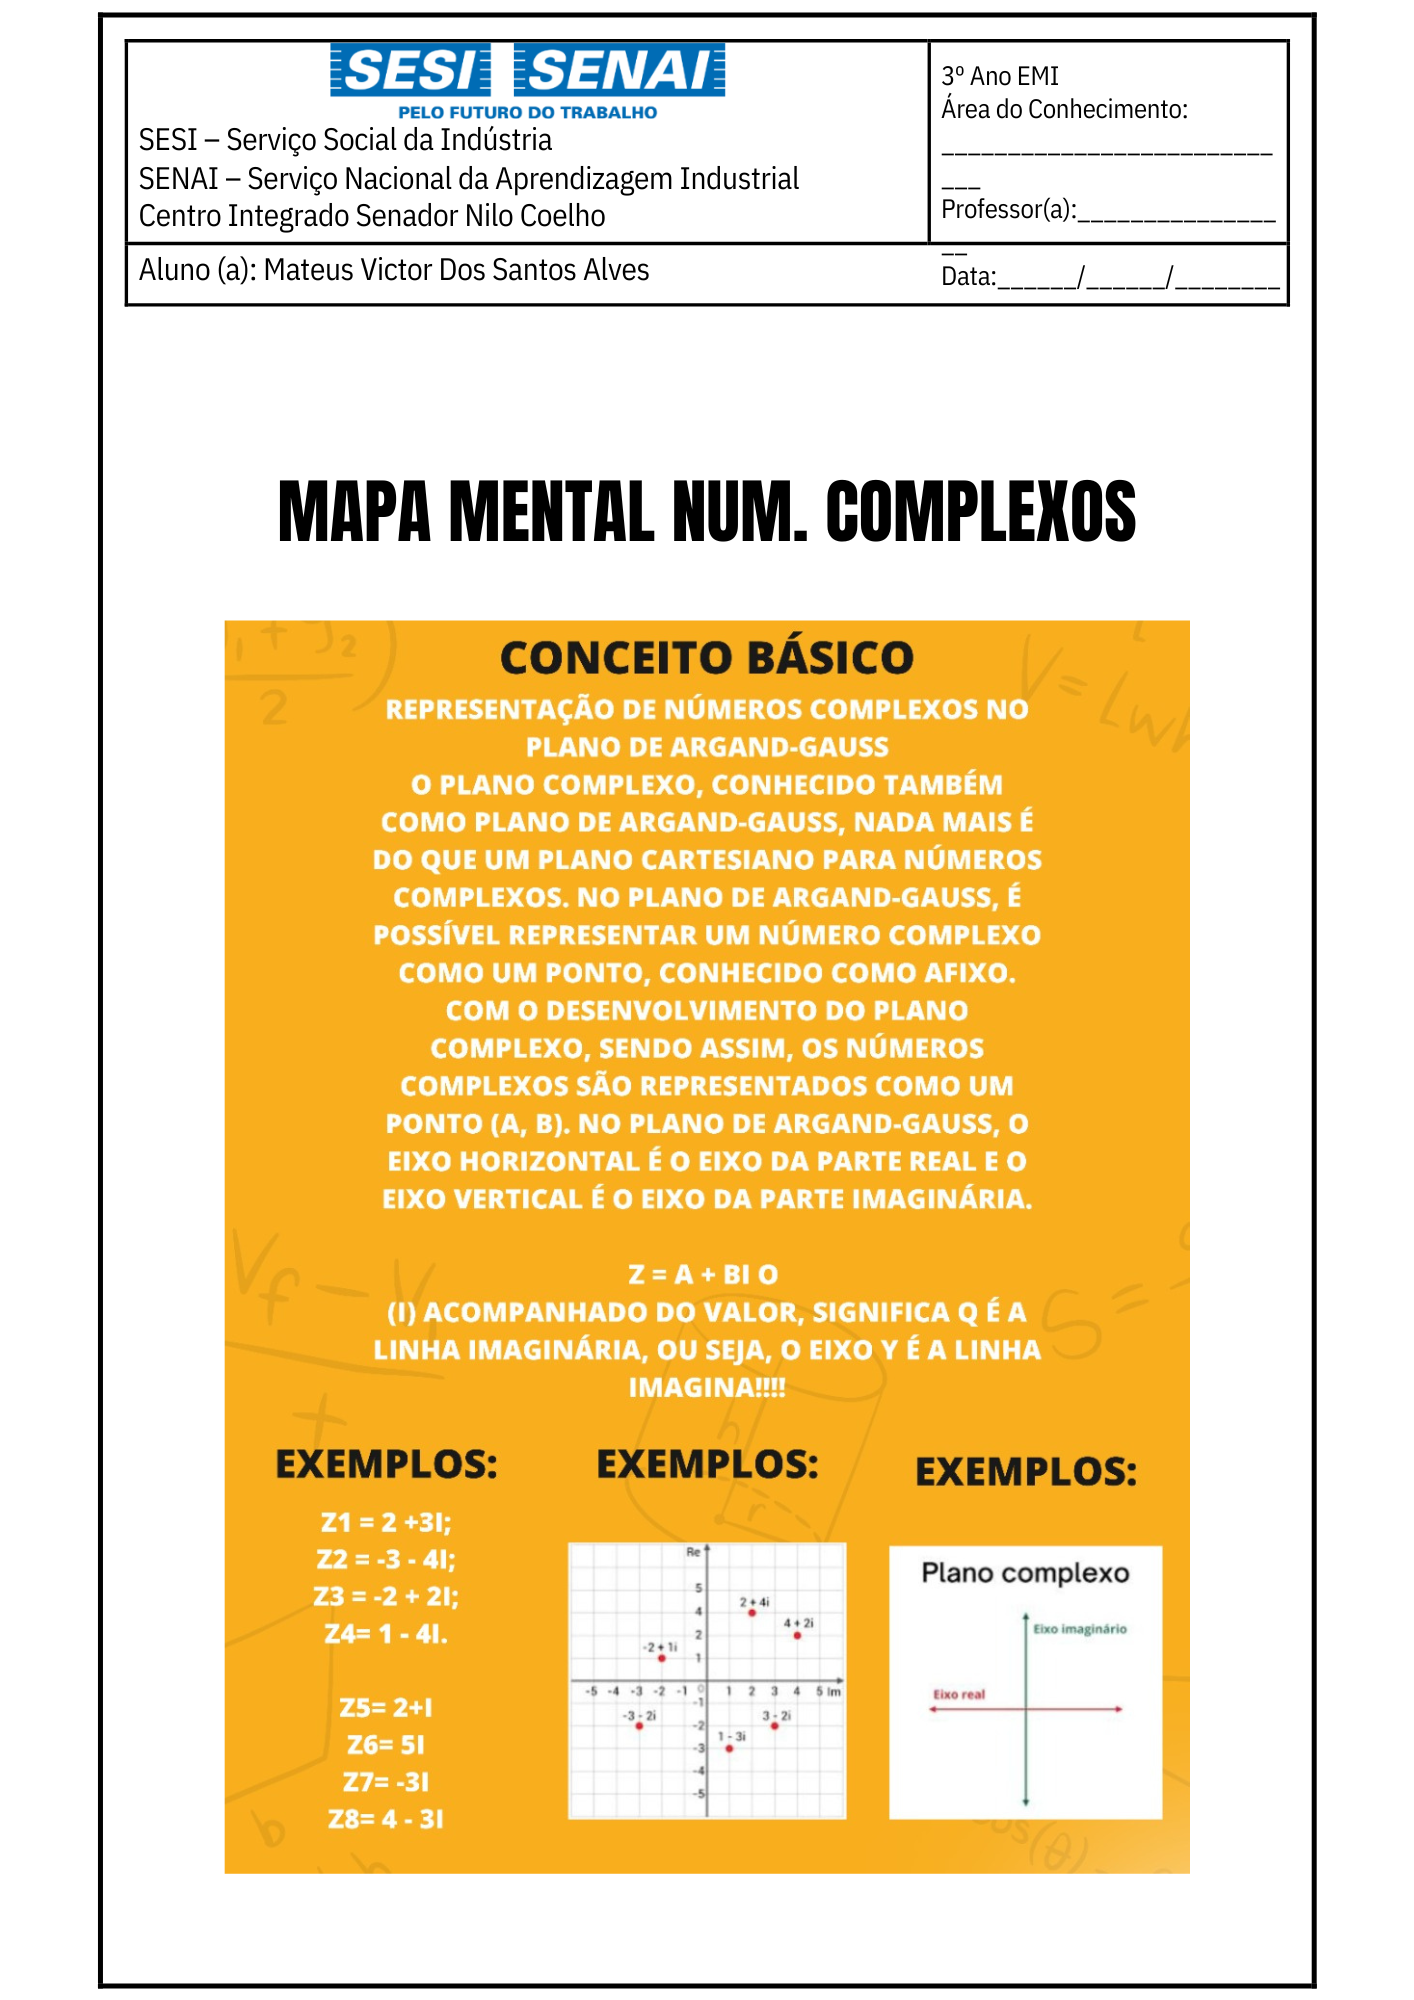 SESI SENAI
PELO FUTURO DO TRABALHO
SESI – Serviço Social da Indústria
SENAI – Serviço Nacional da Aprendizagem Industrial
Centro Integrado Senador Nilo Coelho
3º Ano EMI
Área do Conhecimento:
_________________________
___
Professor(a):_______________
__
Data:______/______/________
Aluno (a): Mateus Victor Dos Santos Alves
MAPA MENTAL NUM. COMPLEXOS
CONCEITO BÁSICO
REPRESENTAÇÃO DE NÚMEROS COMPLEXOS NO
PLANO DE ARGAND-GAUSS
O PLANO COMPLEXO, CONHECIDO TAMBÉM
COMO PLANO DE ARGAND-GAUSS, NADA MAIS É
DO QUE UM PLANO CARTESIANO PARA NÚMEROS
COMPLEXOS. NO PLANO DE ARGAND-GAUSS, É
POSSÍVEL REPRESENTAR UM NÚMERO COMPLEXO
COMO UM PONTO, CONHECIDO COMO AFIXO.
COM O DESENVOLVIMENTO DO PLANO
COMPLEXO, SENDO ASSIM, OS NÚMEROS
COMPLEXOS SÃO REPRESENTADOS COMO UM
PONTO (A, B). NO PLANO DE ARGAND-GAUSS, O
EIXO HORIZONTAL É O EIXO DA PARTE REAL E O
EIXO VERTICAL É O EIXO DA PARTE IMAGINÁRIA.
Z = A + BI O
(I) ACOMPANHADO DO VALOR, SIGNIFICA Q É A
LINHA IMAGINÁRIA, OU SEJA, O EIXO Y É A LINHA
IMAGINA!!!!
EXEMPLOS:
Z1 = 2 +3I;
Z2 = -3 - 4I;
Z3 = -2 + 2I;
Z4= 1 - 4I.
Z5= 2+I
Z6= 5I
Z7= -3I
Z8= 4 - 3I
EXEMPLOS:
Re
5
2 + 4i
4
4 + 2i
2
-2 + 1i
1
-5 -4 -3 -2 -1 0 1 2 3 4 5 Im
-1
-3 - 2i
3 - 2i
-2
1 - 3i
-3
-4
-5
EXEMPLOS:
Plano complexo
Eixo imaginário
Eixo real